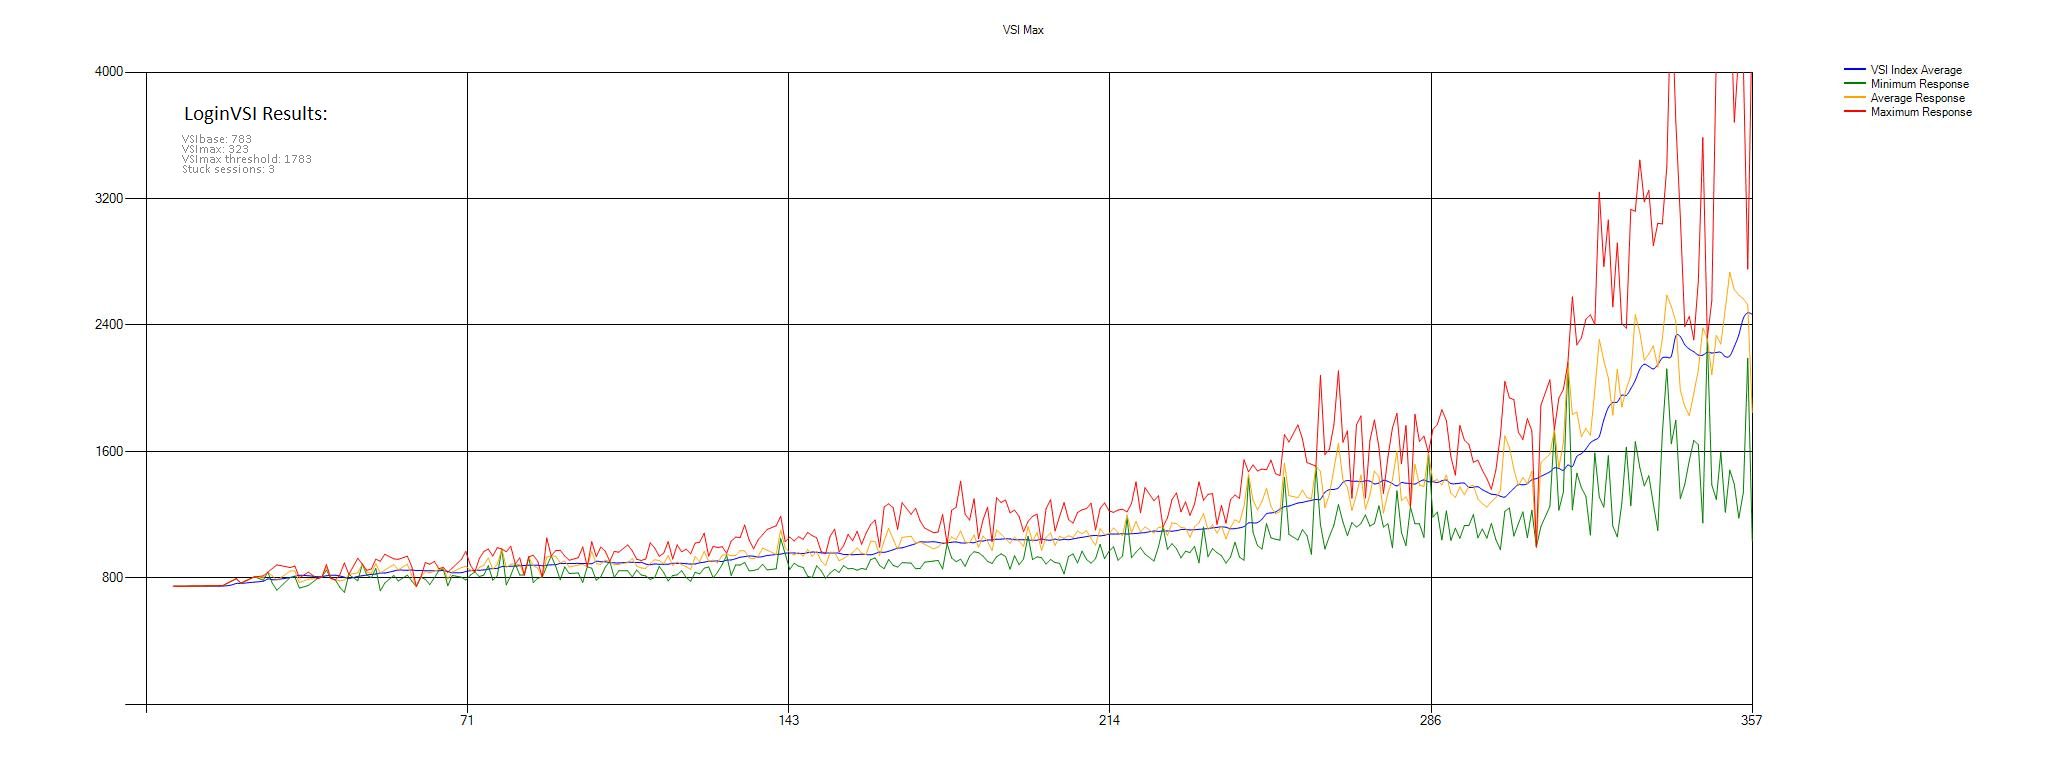 VSI Max
4000
3200
2400
1600
800
LoginVSI Results:
VSIbase: 783
VSImax: 323
VSImax threshold: 1783
Stuck sessions: 3
VSI Index Average
Minimum Response
Average Response
Maximum Response
71
143
214
286
357